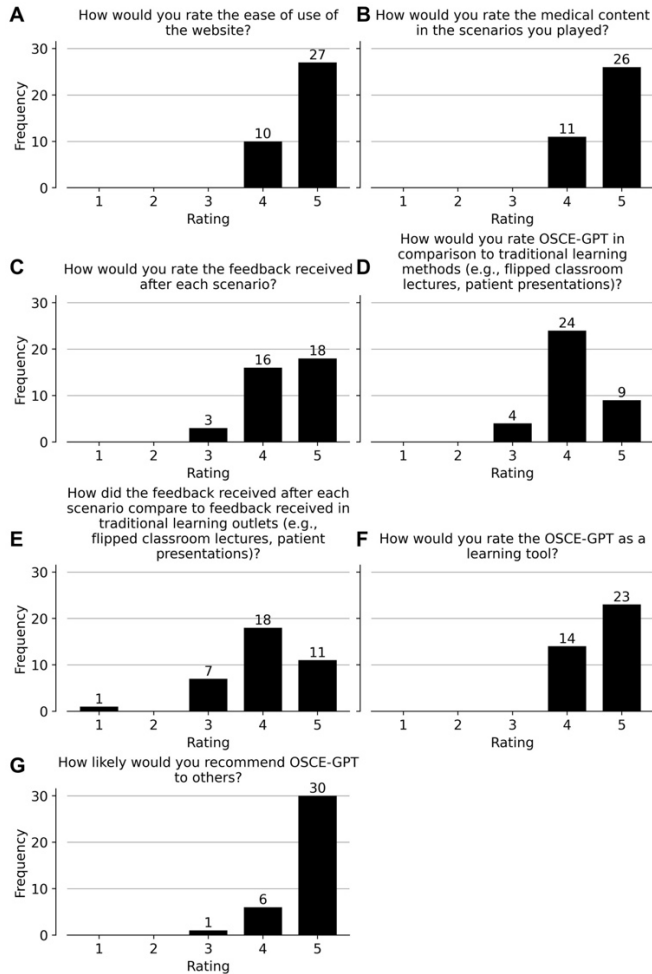 A
How would you rate the ease of use of
the website?
30
27
20
10
10
0
Frequency
1 2 3 4 5
Rating
B
How would you rate the medical content
in the scenarios you played?
26
11
1 2 3 4 5
Rating
C
How would you rate the feedback received
after each scenario?
30
20
18
16
10
3
0
Frequency
1 2 3 4 5
Rating
D
How would you rate OSCE-GPT in
comparison to traditional learning
methods (e.g., flipped classroom
lectures, patient presentations)?
24
9
4
1 2 3 4 5
Rating
E
How did the feedback received after each
scenario compare to feedback received in
traditional learning outlets (e.g.,
flipped classroom lectures, patient
presentations)?
30
20
18
11
10
7
1
0
Frequency
1 2 3 4 5
Rating
F
How would you rate the OSCE-GPT as a
learning tool?
23
14
1 2 3 4 5
Rating
G
How likely would you recommend OSCE-GPT
to others?
30
30
20
10
6
1
0
Frequency
1 2 3 4 5
Rating